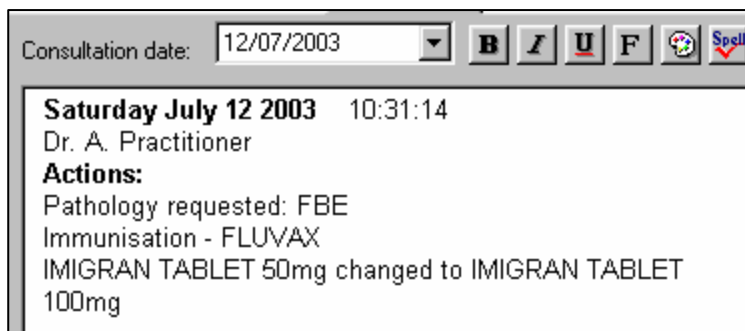 Consultation date: 12/07/2003 B I U F Spell
Saturday July 12 2003 10:31:14
Dr. A. Practitioner
Actions:
Pathology requested: FBE
Immunisation - FLUVAX
IMIGRAN TABLET 50mg changed to IMIGRAN TABLET
100mg